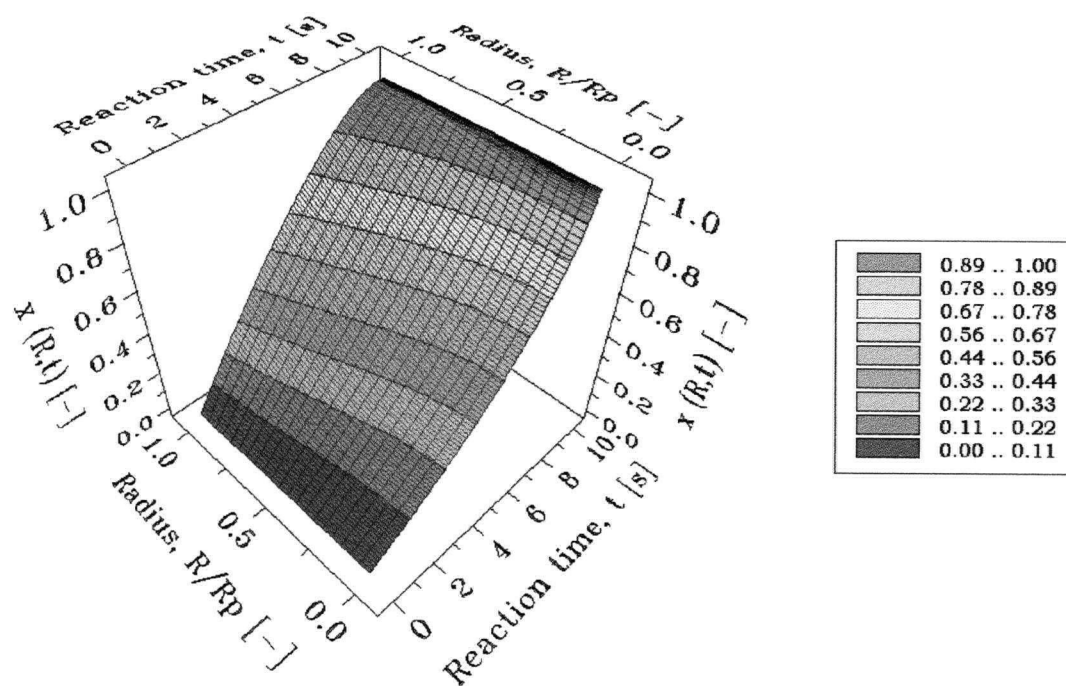 Reaction time, t [s]
0 2 4 6 8 10
Radius, R/Rp [-]
1.0 0.5 0.0
x (R,t) [-]
1.0
0.8
0.6
0.4
0.2
0.0
x (R,t) [-]
1.0
0.8
0.6
0.4
0.2
0.0
Radius, R/Rp [-]
1.0 0.5 0.0
Reaction time, t [s]
0 2 4 6 8 10
0.89 .. 1.00
0.78 .. 0.89
0.67 .. 0.78
0.56 .. 0.67
0.44 .. 0.56
0.33 .. 0.44
0.22 .. 0.33
0.11 .. 0.22
0.00 .. 0.11